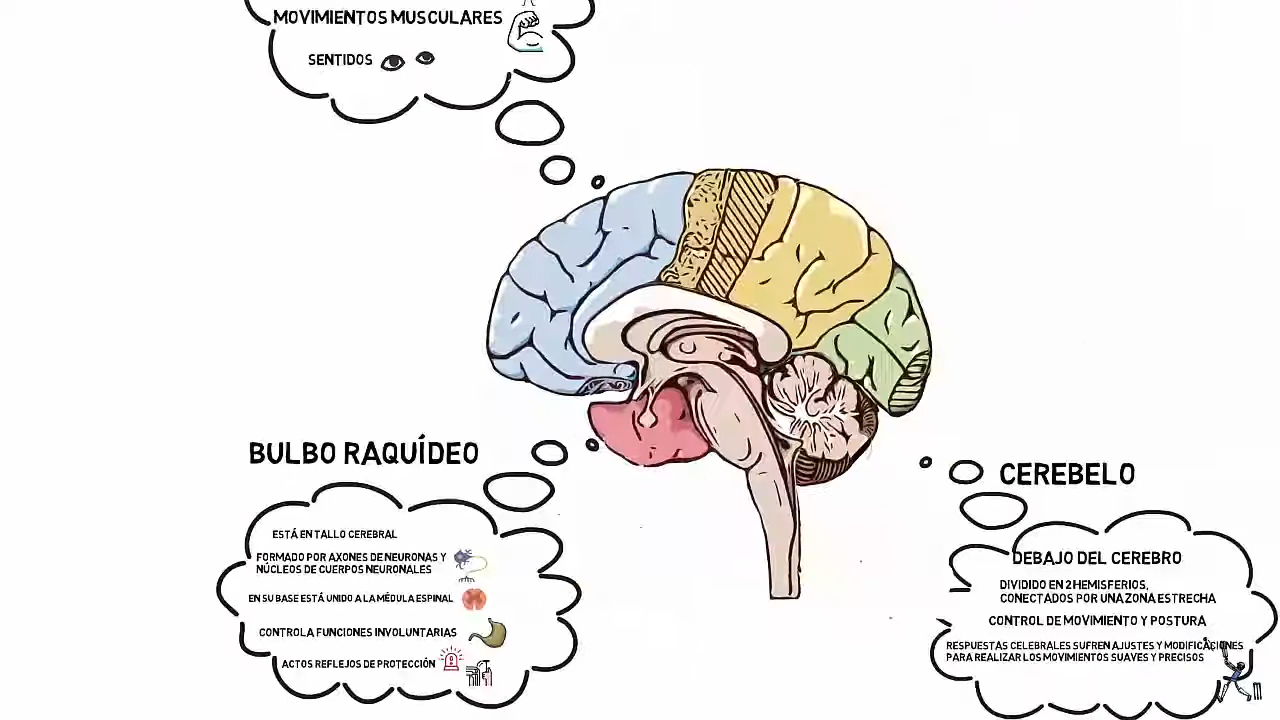 MOVIMIENTOS MUSCULARES
SENTIDOS
BULBO RAQUÍDEO
ESTÁ EN TALLO CEREBRAL
FORMADO POR AXONES DE NEURONAS Y
NÚCLEOS DE CUERPOS NEURONALES
EN SU BASE ESTÁ UNIDO A LA MÉDULA ESPINAL
CONTROLA FUNCIONES INVOLUNTARIAS
ACTOS REFLEJOS DE PROTECCIÓN
CEREBELO
DEBAJO DEL CEREBRO
DIVIDIDO EN 2 HEMISFERIOS,
CONECTADOS POR UNA ZONA ESTRECHA
CONTROL DE MOVIMIENTO Y POSTURA
RESPUESTAS CELEBRALES SUFREN AJUSTES Y MODIFICACIONES
PARA REALIZAR LOS MOVIMIENTOS SUAVES Y PRECISOS